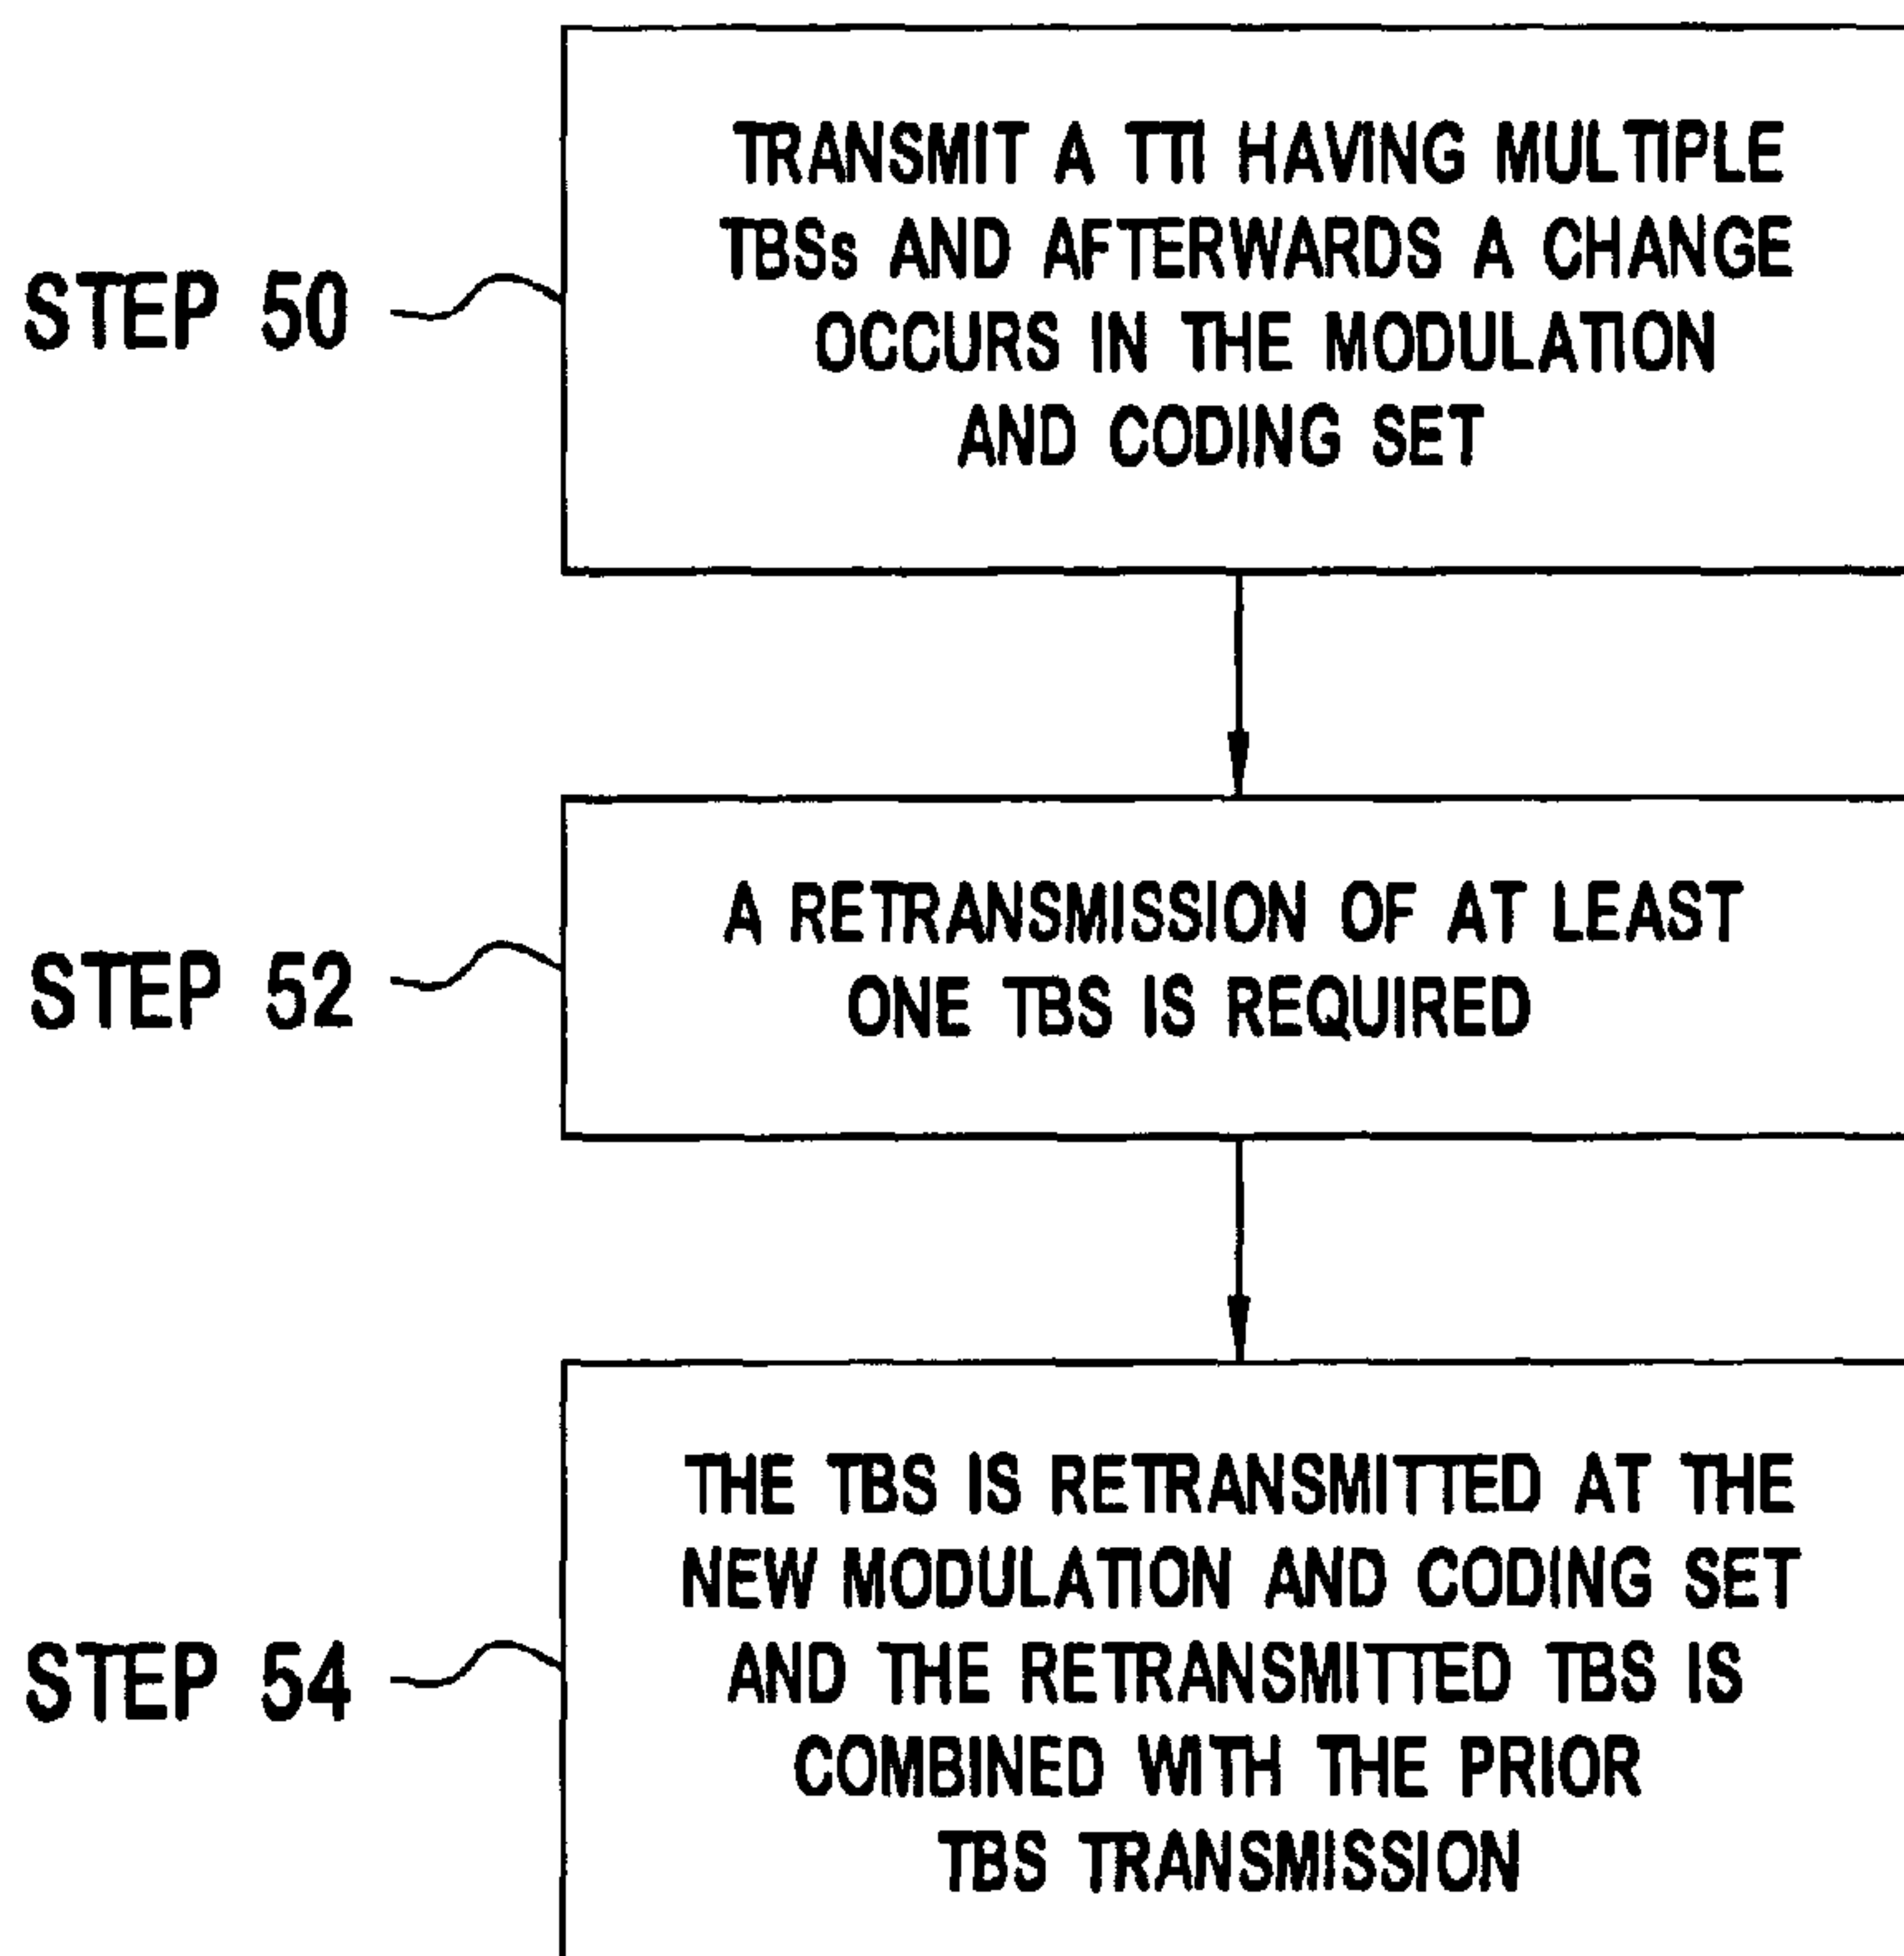 TRANSMIT A TTI HAVING MULTIPLE
TBSs AND AFTERWARDS A CHANGE
OCCURS IN THE MODULATION
AND CODING SET
STEP 50
A RETRANSMISSION OF AT LEAST
ONE TBS IS REQUIRED
STEP 52
THE TBS IS RETRANSMITTED AT THE
NEW MODULATION AND CODING SET
AND THE RETRANSMITTED TBS IS
COMBINED WITH THE PRIOR
TBS TRANSMISSION
STEP 54